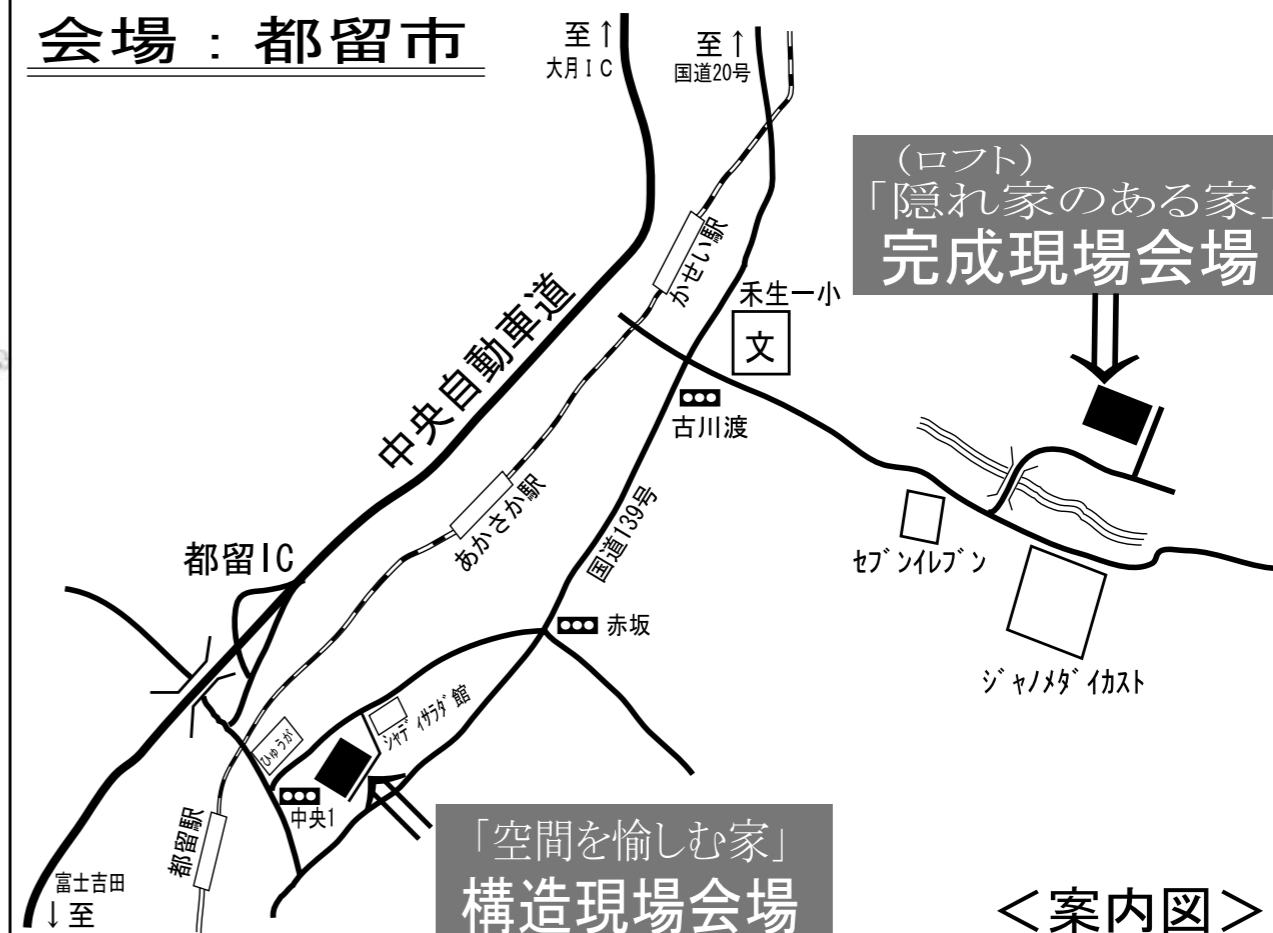 会場：都留市
至↑
大月ＩＣ
至↑
国道20号
（ロフト）
「隠れ家のある家」
完成現場会場
かせい駅
禾生一小
文
中央自動車道
古川渡
あかさか駅
国道139号
セブンイレブン
都留IC
赤坂
ジャノメダイカスト
シャディサラダ館
ひゅうが
中央1
都留駅
「空間を愉しむ家」
構造現場会場
富士吉田
↓至
＜案内図＞